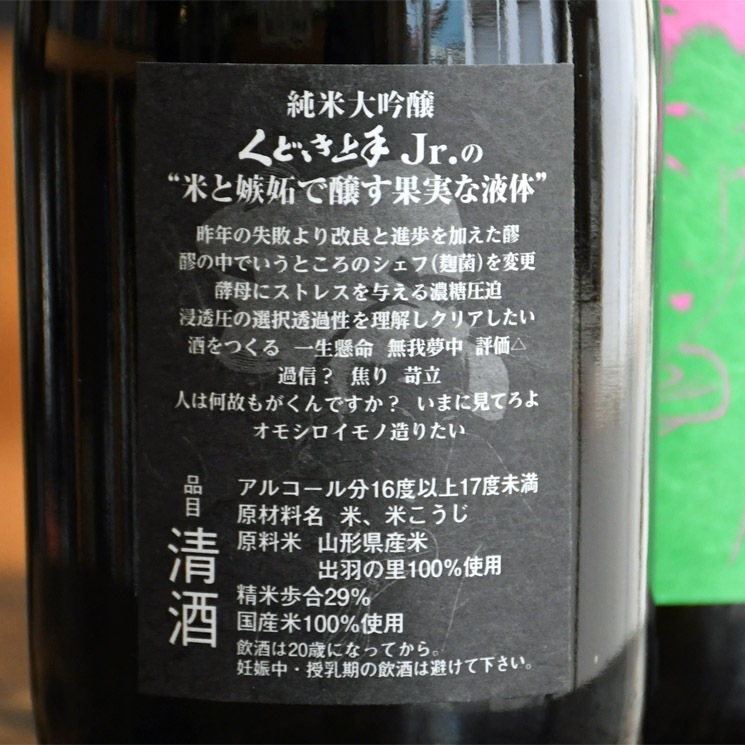 純米大吟醸
くどき上手 Jr.の
“米と嫉妬で醸す果実な液体”
昨年の失敗より改良と進歩を加えた醪
醪の中でいうところのシェフ(麹菌)を変更
酵母にストレスを与える濃糖圧迫
浸透圧の選択透過性を理解しクリアしたい
酒をつくる 一生懸命 無我夢中 評価△
過信? 焦り 苛立
人は何故もがくんですか? いまに見てろよ
オモシロイモノ造りたい
品目
清酒
アルコール分16度以上17度未満
原材料名 米、米こうじ
原料米 山形県産米
出羽の里100%使用
精米歩合29%
国産米100%使用
飲酒は20歳になってから。
妊娠中・授乳期の飲酒は避けて下さい。